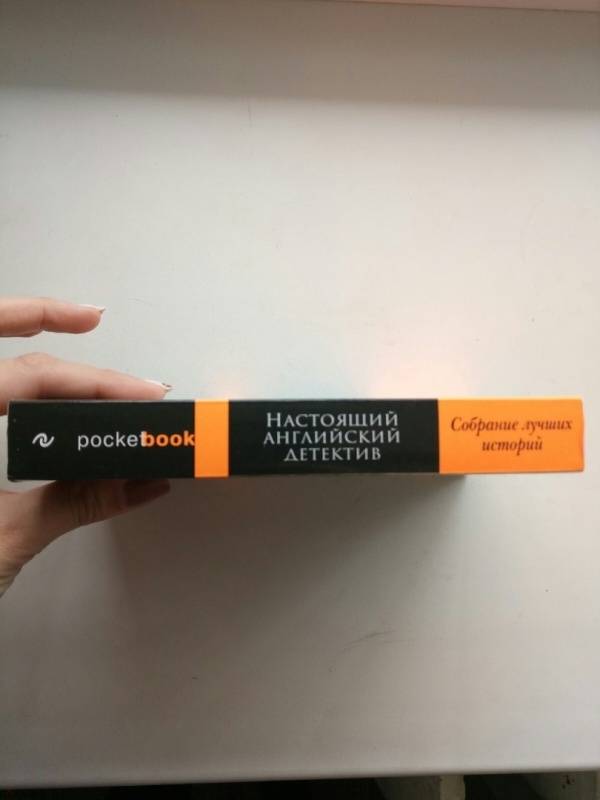 pocketbook
Настоящий
английский
детектив
Собрание лучших
историй